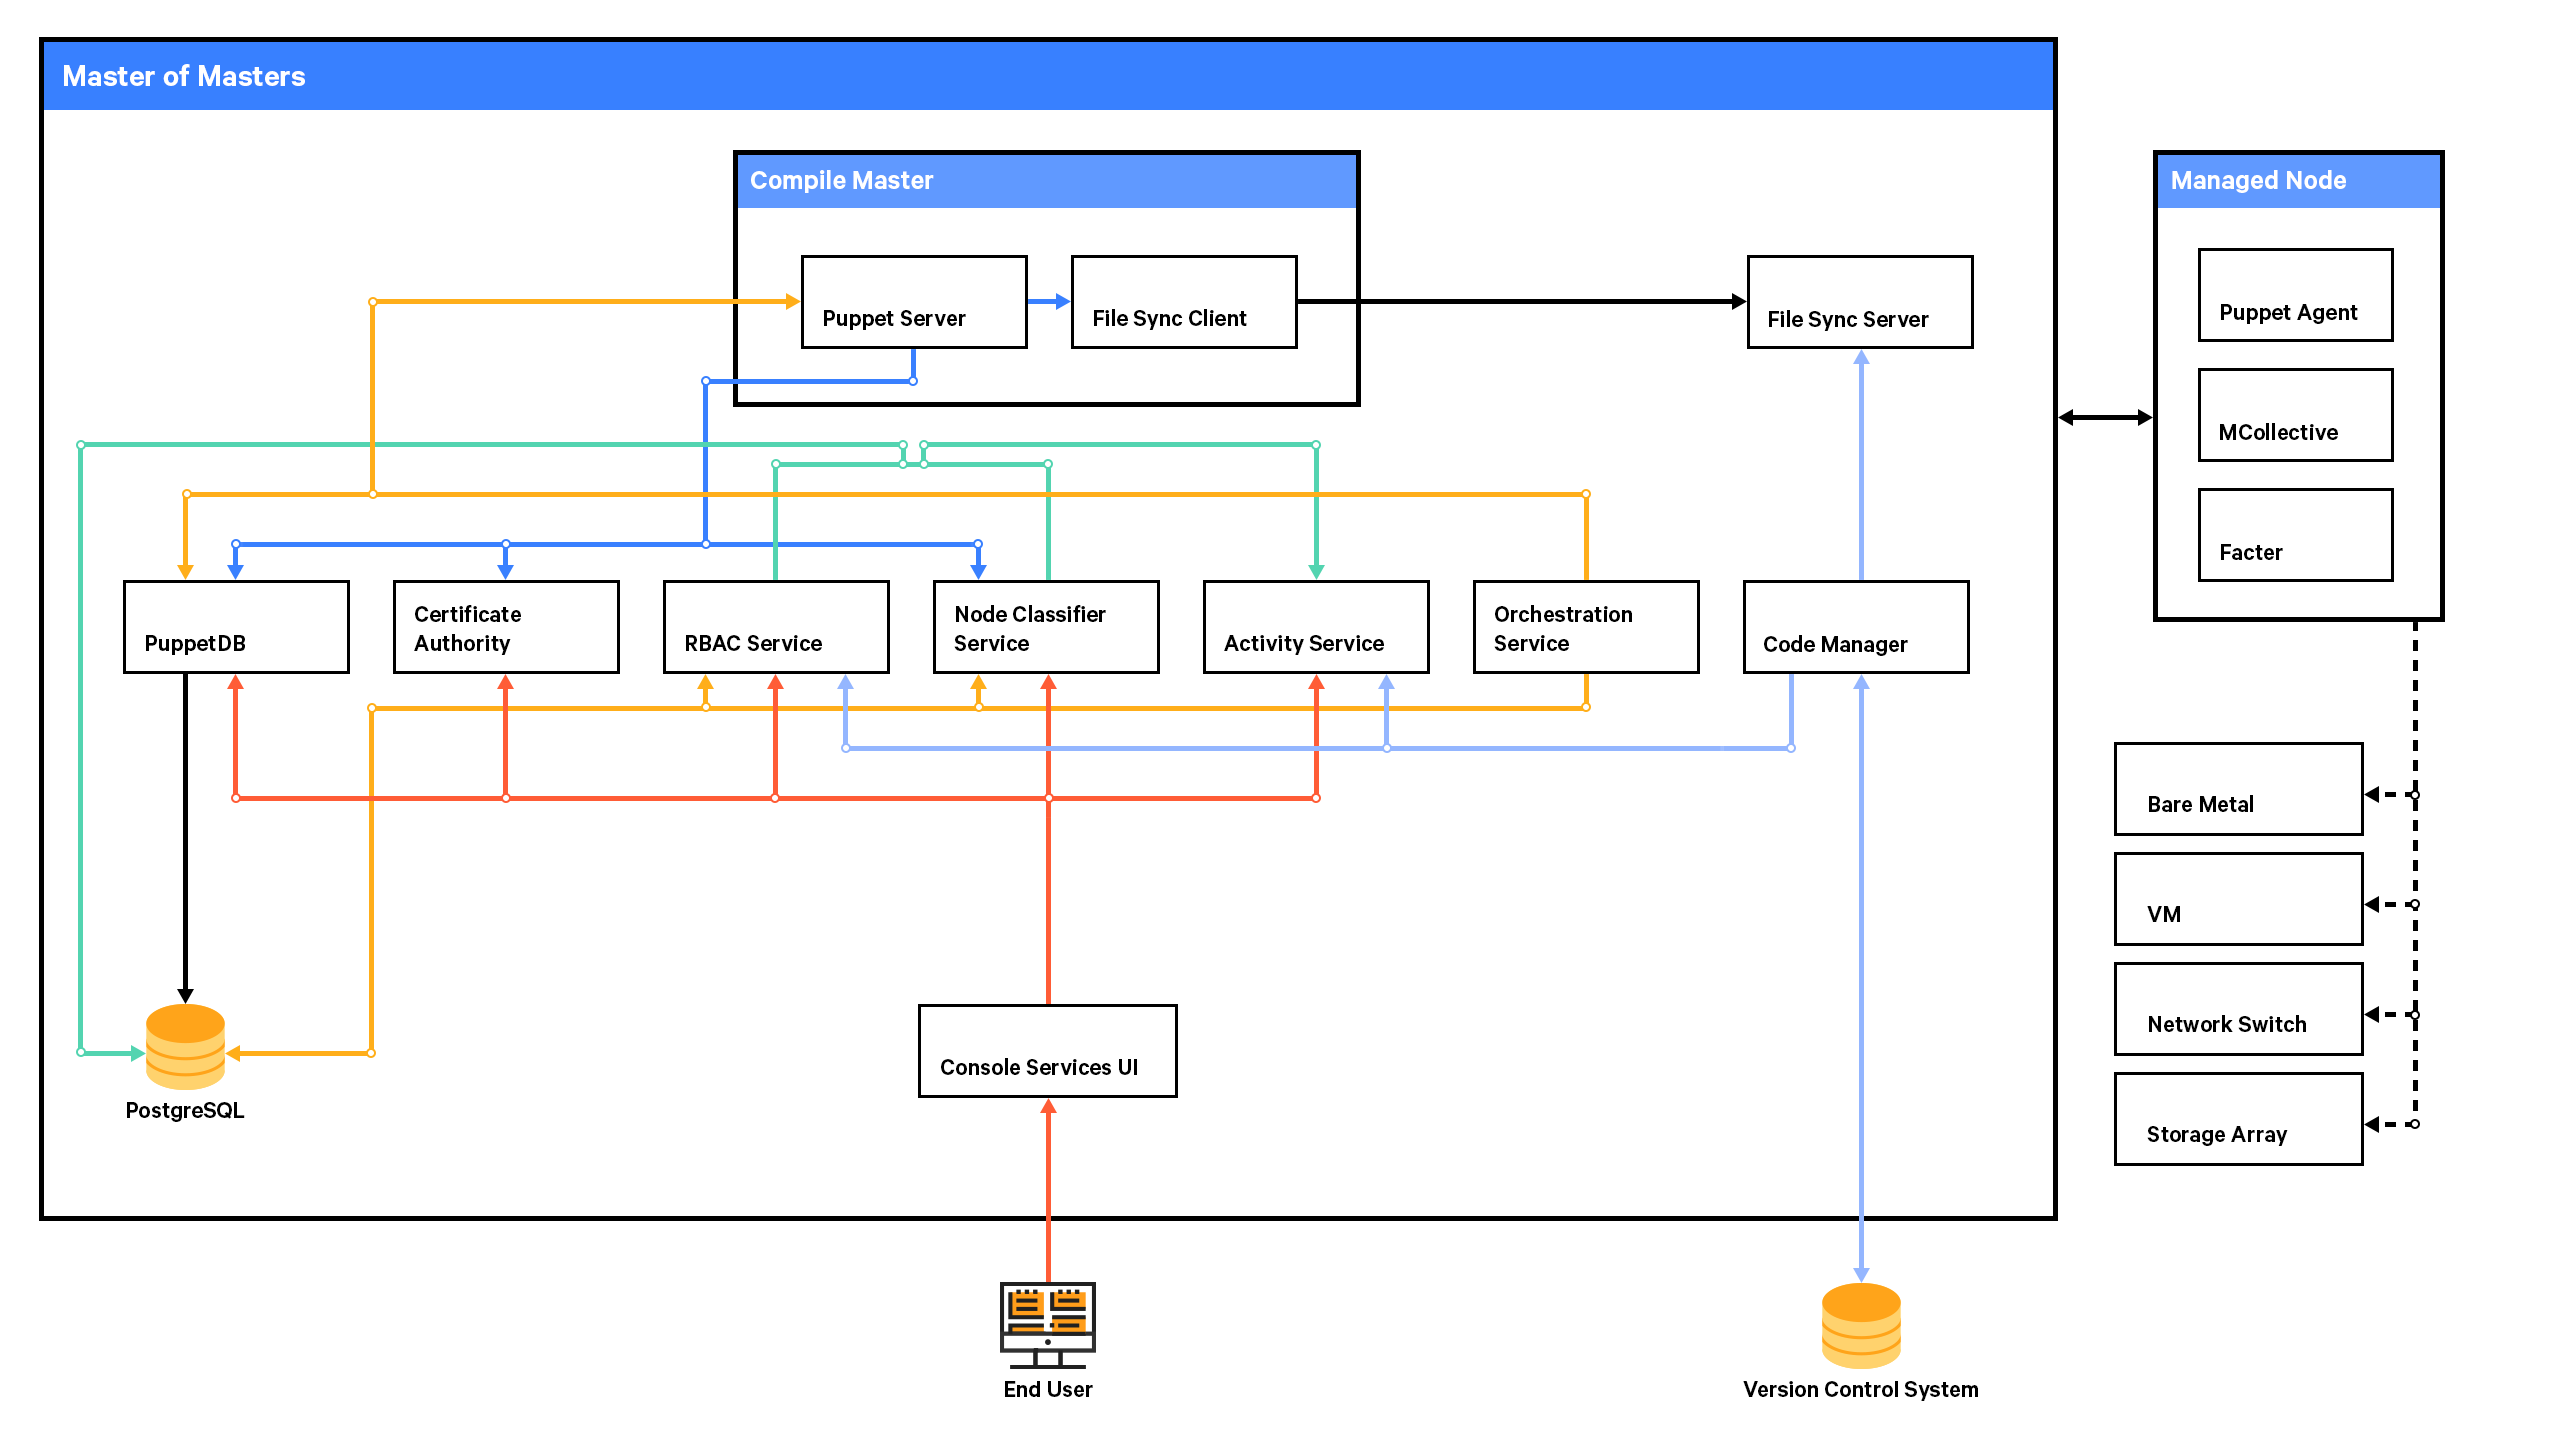 Master of Masters
Compile Master
Managed Node
Puppet Server
File Sync Client
File Sync Server
Puppet Agent
MCollective
Facter
PuppetDB
Certificate
Authority
RBAC Service
Node Classifier
Service
Activity Service
Orchestration
Service
Code Manager
Bare Metal
VM
Network Switch
Storage Array
Console Services UI
PostgreSQL
End User
Version Control System